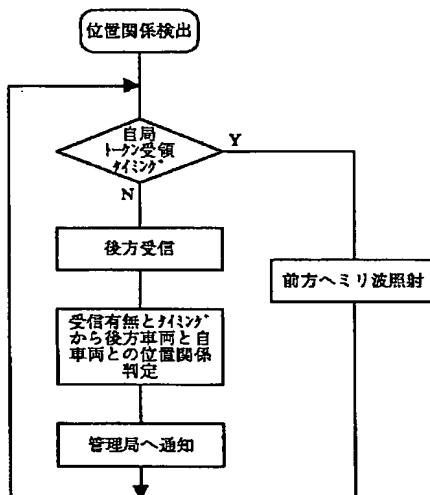 位置関係検出
自局
トークン受領
タイミング
Y
N
後方受信
前方へミリ波照射
受信有無とタイミング
から後方車両と自
車両との位置関係
判定
管理局へ通知